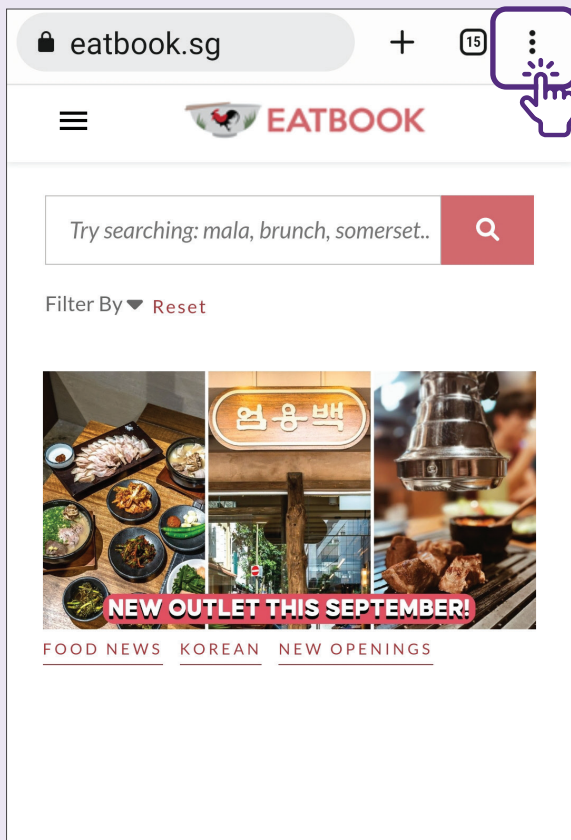 eatbook.sg
15
EATBOOK
Try searching: mala, brunch, somerset..
Filter By Reset
엄용백
NEW OUTLET THIS SEPTEMBER!
FOOD NEWS KOREAN NEW OPENINGS